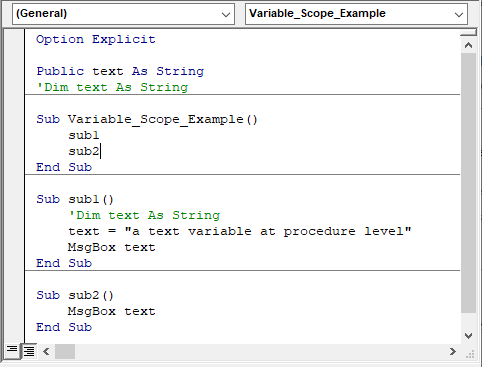 (General) Variable_Scope_Example
Option Explicit
Public text As String
'Dim text As String
Sub Variable_Scope_Example()
sub1
sub2
End Sub
Sub sub1()
'Dim text As String
text = "a text variable at procedure level"
MsgBox text
End Sub
Sub sub2()
MsgBox text
End Sub